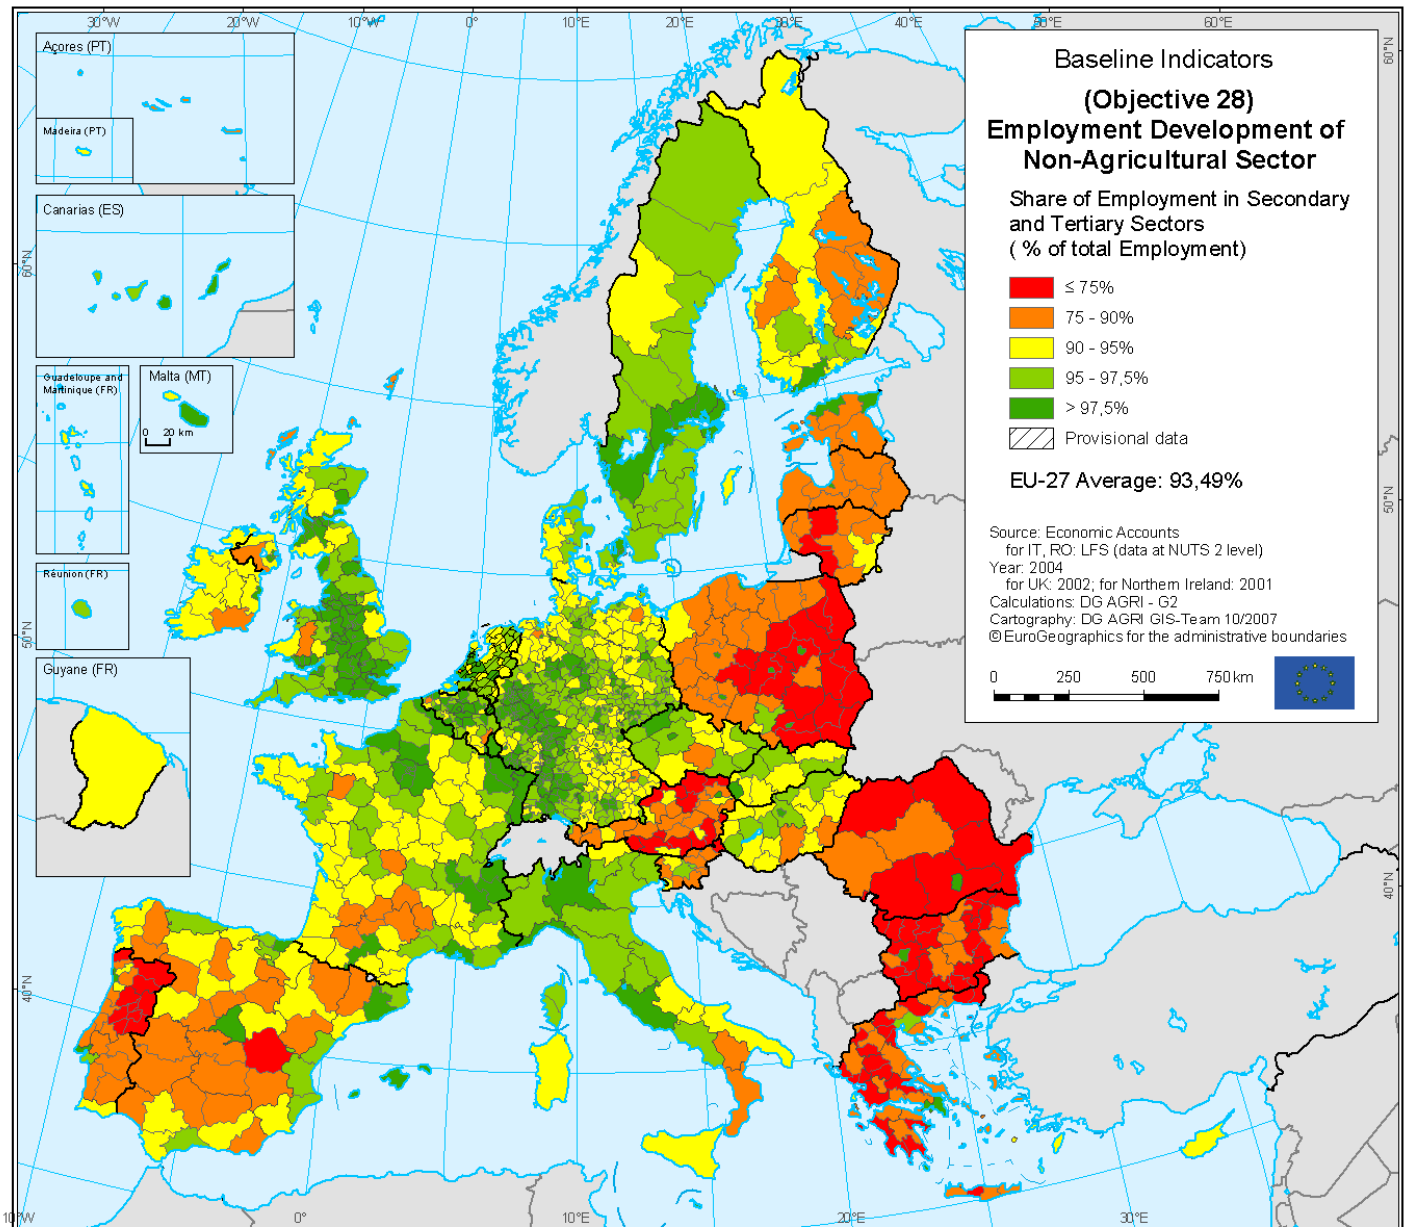 30°W 20°W 10°W 0° 10°E 20°E 30°E 40°E 50°E 60°E
Açores (PT)
Madeira (PT)
Canarias (ES)
Guadeloupe and
Martinique (FR)
Malta (MT)
0 20 km
Réunion (FR)
Guyane (FR)
Baseline Indicators
(Objective 28)
Employment Development of
Non-Agricultural Sector
Share of Employment in Secondary
and Tertiary Sectors
( % of total Employment)
≤ 75%
75 - 90%
90 - 95%
95 - 97,5%
> 97,5%
Provisional data
EU-27 Average: 93,49%
Source: Economic Accounts
for IT, RO: LFS (data at NUTS 2 level)
Year: 2004
for UK: 2002; for Northern Ireland: 2001
Calculations: DG AGRI - G2
Cartography: DG AGRI GIS-Team 10/2007
© EuroGeographics for the administrative boundaries
0 250 500 750 km
60°N
50°N
40°N
60°N
50°N
40°N
10°W 0° 10°E 20°E 30°E